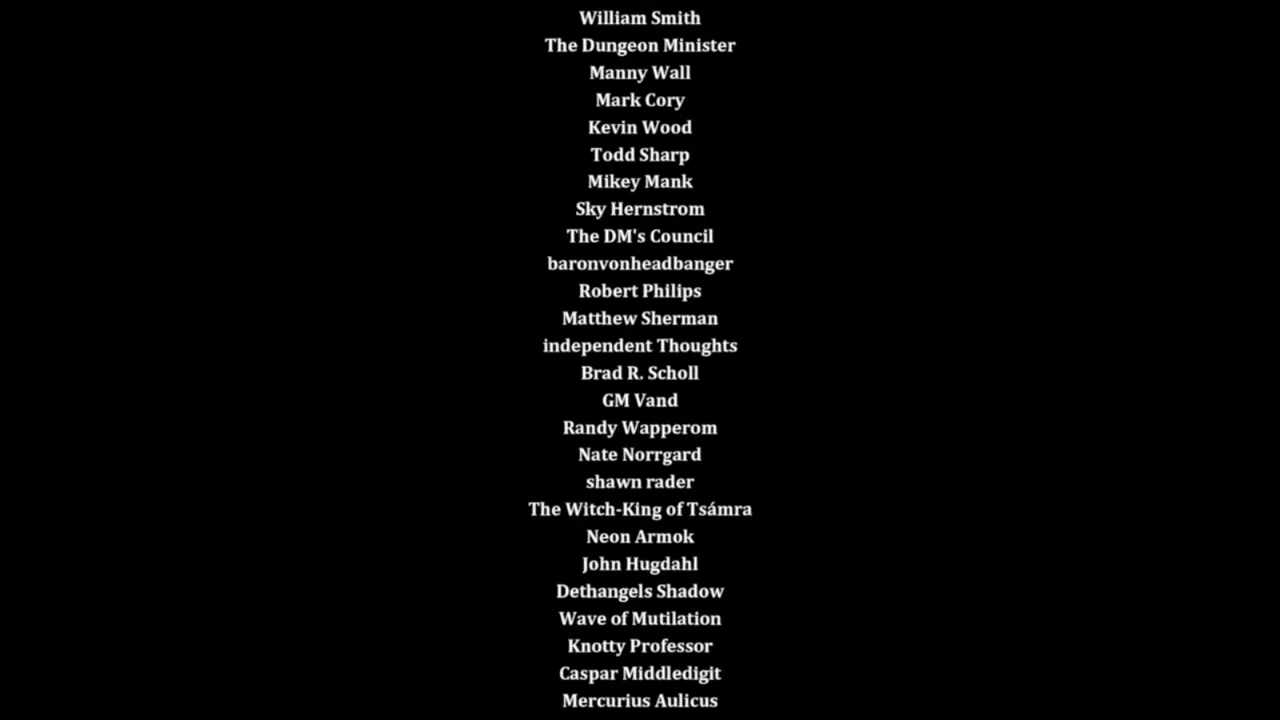 William Smith
The Dungeon Minister
Manny Wall
Mark Cory
Kevin Wood
Todd Sharp
Mikey Mank
Sky Hernstrom
The DM's Council
baronvonheadbanger
Robert Philips
Matthew Sherman
independent Thoughts
Brad R. Scholl
GM Vand
Randy Wapperom
Nate Norrgard
shawn rader
The Witch-King of Tsámra
Neon Armok
John Hugdahl
Dethangels Shadow
Wave of Mutilation
Knotty Professor
Caspar Middledigit
Mercurius Aulicus